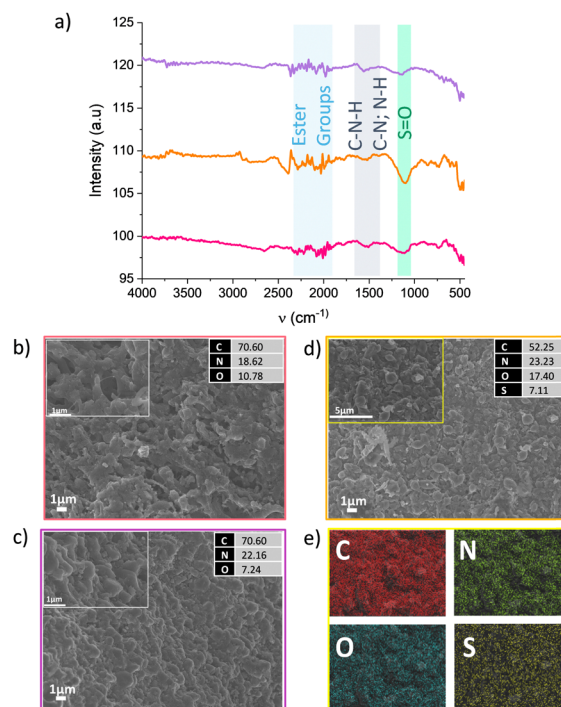 a)
120
115
110
105
100
95
Intensity (a.u)
Ester
Groups
C-N-H
C-N; N-H
S=O
4000 3500 3000 2500 2000 1500 1000 500
ν (cm⁻¹)
b)
C 70.60
N 18.62
O 10.78
1µm
1µm
d)
C 52.25
N 23.23
O 17.40
S 7.11
5µm
1µm
c)
C 70.60
N 22.16
O 7.24
1µm
1µm
e)
C N
O S